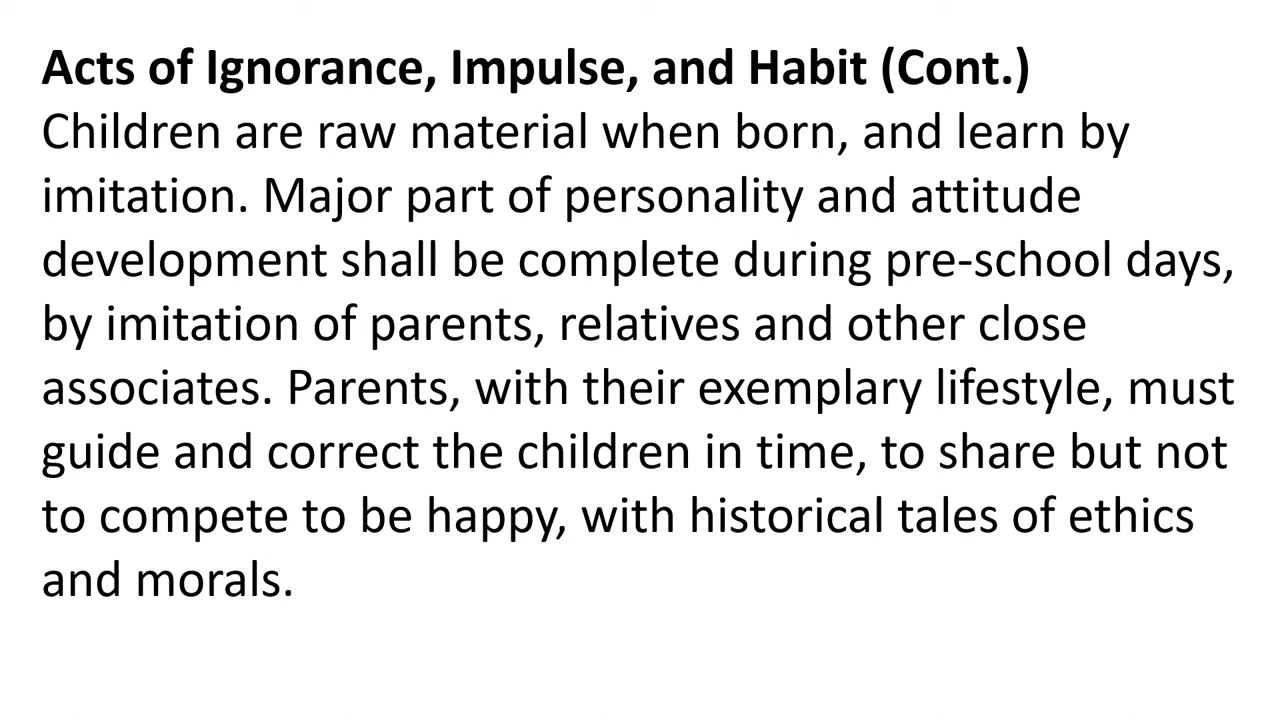 Acts of Ignorance, Impulse, and Habit (Cont.)
Children are raw material when born, and learn by
imitation. Major part of personality and attitude
development shall be complete during pre-school days,
by imitation of parents, relatives and other close
associates. Parents, with their exemplary lifestyle, must
guide and correct the children in time, to share but not
to compete to be happy, with historical tales of ethics
and morals.